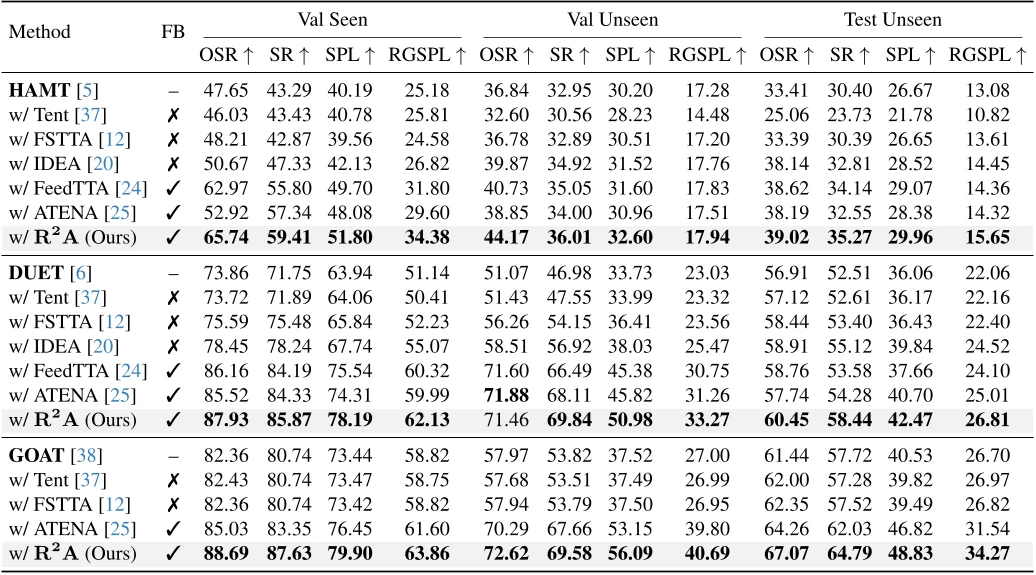 Method FB Val Seen Val Unseen Test Unseen
OSR ↑ SR ↑ SPL ↑ RGSPL ↑ OSR ↑ SR ↑ SPL ↑ RGSPL ↑ OSR ↑ SR ↑ SPL ↑ RGSPL ↑
HAMT [5] – 47.65 43.29 40.19 25.18 36.84 32.95 30.20 17.28 33.41 30.40 26.67 13.08
w/ Tent [37] ✗ 46.03 43.43 40.78 25.81 32.60 30.56 28.23 14.48 25.06 23.73 21.78 10.82
w/ FSTTA [12] ✗ 48.21 42.87 39.56 24.58 36.78 32.89 30.51 17.20 33.39 30.39 26.65 13.61
w/ IDEA [20] ✗ 50.67 47.33 42.13 26.82 39.87 34.92 31.52 17.76 38.14 32.81 28.52 14.45
w/ FeedTTA [24] ✓ 62.97 55.80 49.70 31.80 40.73 35.05 31.60 17.83 38.62 34.14 29.07 14.36
w/ ATENA [25] ✓ 52.92 57.34 48.08 29.60 38.85 34.00 30.96 17.51 38.19 32.55 28.38 14.32
w/ R²A (Ours) ✓ 65.74 59.41 51.80 34.38 44.17 36.01 32.60 17.94 39.02 35.27 29.96 15.65
DUET [6] – 73.86 71.75 63.94 51.14 51.07 46.98 33.73 23.03 56.91 52.51 36.06 22.06
w/ Tent [37] ✗ 73.72 71.89 64.06 50.41 51.43 47.55 33.99 23.32 57.12 52.61 36.17 22.16
w/ FSTTA [12] ✗ 75.59 75.48 65.84 52.23 56.26 54.15 36.41 23.56 58.44 53.40 36.43 22.40
w/ IDEA [20] ✗ 78.45 78.24 67.74 55.07 58.51 56.92 38.03 25.47 58.91 55.12 39.84 24.52
w/ FeedTTA [24] ✓ 86.16 84.19 75.54 60.32 71.60 66.49 45.38 30.75 58.76 53.58 37.66 24.10
w/ ATENA [25] ✓ 85.52 84.33 74.31 59.99 71.88 68.11 45.82 31.26 57.74 54.28 40.70 25.01
w/ R²A (Ours) ✓ 87.93 85.87 78.19 62.13 71.46 69.84 50.98 33.27 60.45 58.44 42.47 26.81
GOAT [38] – 82.36 80.74 73.44 58.82 57.97 53.82 37.52 27.00 61.44 57.72 40.53 26.70
w/ Tent [37] ✗ 82.43 80.74 73.47 58.75 57.68 53.51 37.49 26.99 62.00 57.28 39.82 26.97
w/ FSTTA [12] ✗ 82.36 80.74 73.42 58.82 57.94 53.79 37.50 26.95 62.35 57.52 39.49 26.82
w/ ATENA [25] ✓ 85.03 83.35 76.45 61.60 70.29 67.66 53.15 39.80 64.26 62.03 46.82 31.54
w/ R²A (Ours) ✓ 88.69 87.63 79.90 63.86 72.62 69.58 56.09 40.69 67.07 64.79 48.83 34.27